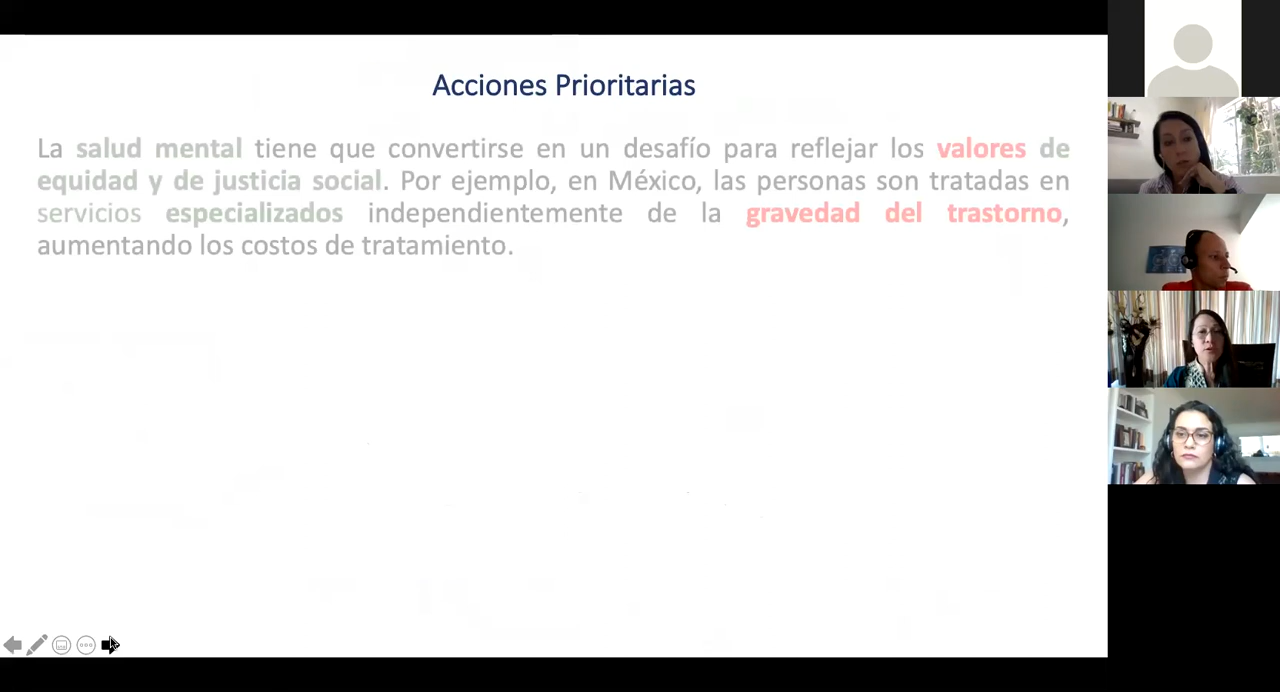 Acciones Prioritarias
La salud mental tiene que convertirse en un desafío para reflejar los valores de
equidad y de justicia social. Por ejemplo, en México, las personas son tratadas en
servicios especializados independientemente de la gravedad del trastorno,
aumentando los costos de tratamiento.